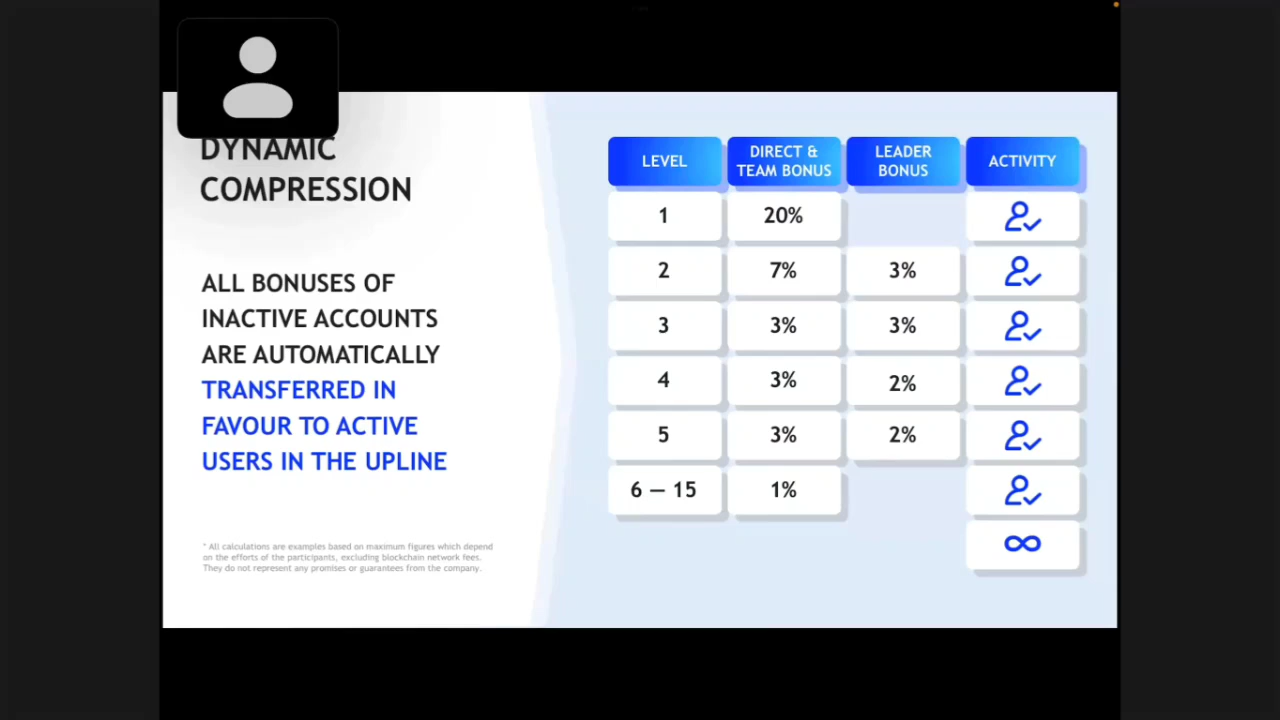 DYNAMIC
COMPRESSION
ALL BONUSES OF
INACTIVE ACCOUNTS
ARE AUTOMATICALLY
TRANSFERRED IN
FAVOUR TO ACTIVE
USERS IN THE UPLINE
* All calculations are examples based on maximum figures which depend
on the efforts of the participants, excluding blockchain network fees.
They do not represent any promises or guarantees from the company.
LEVEL DIRECT & TEAM BONUS LEADER BONUS ACTIVITY
1 20%
2 7% 3%
3 3% 3%
4 3% 2%
5 3% 2%
6 — 15 1%
∞